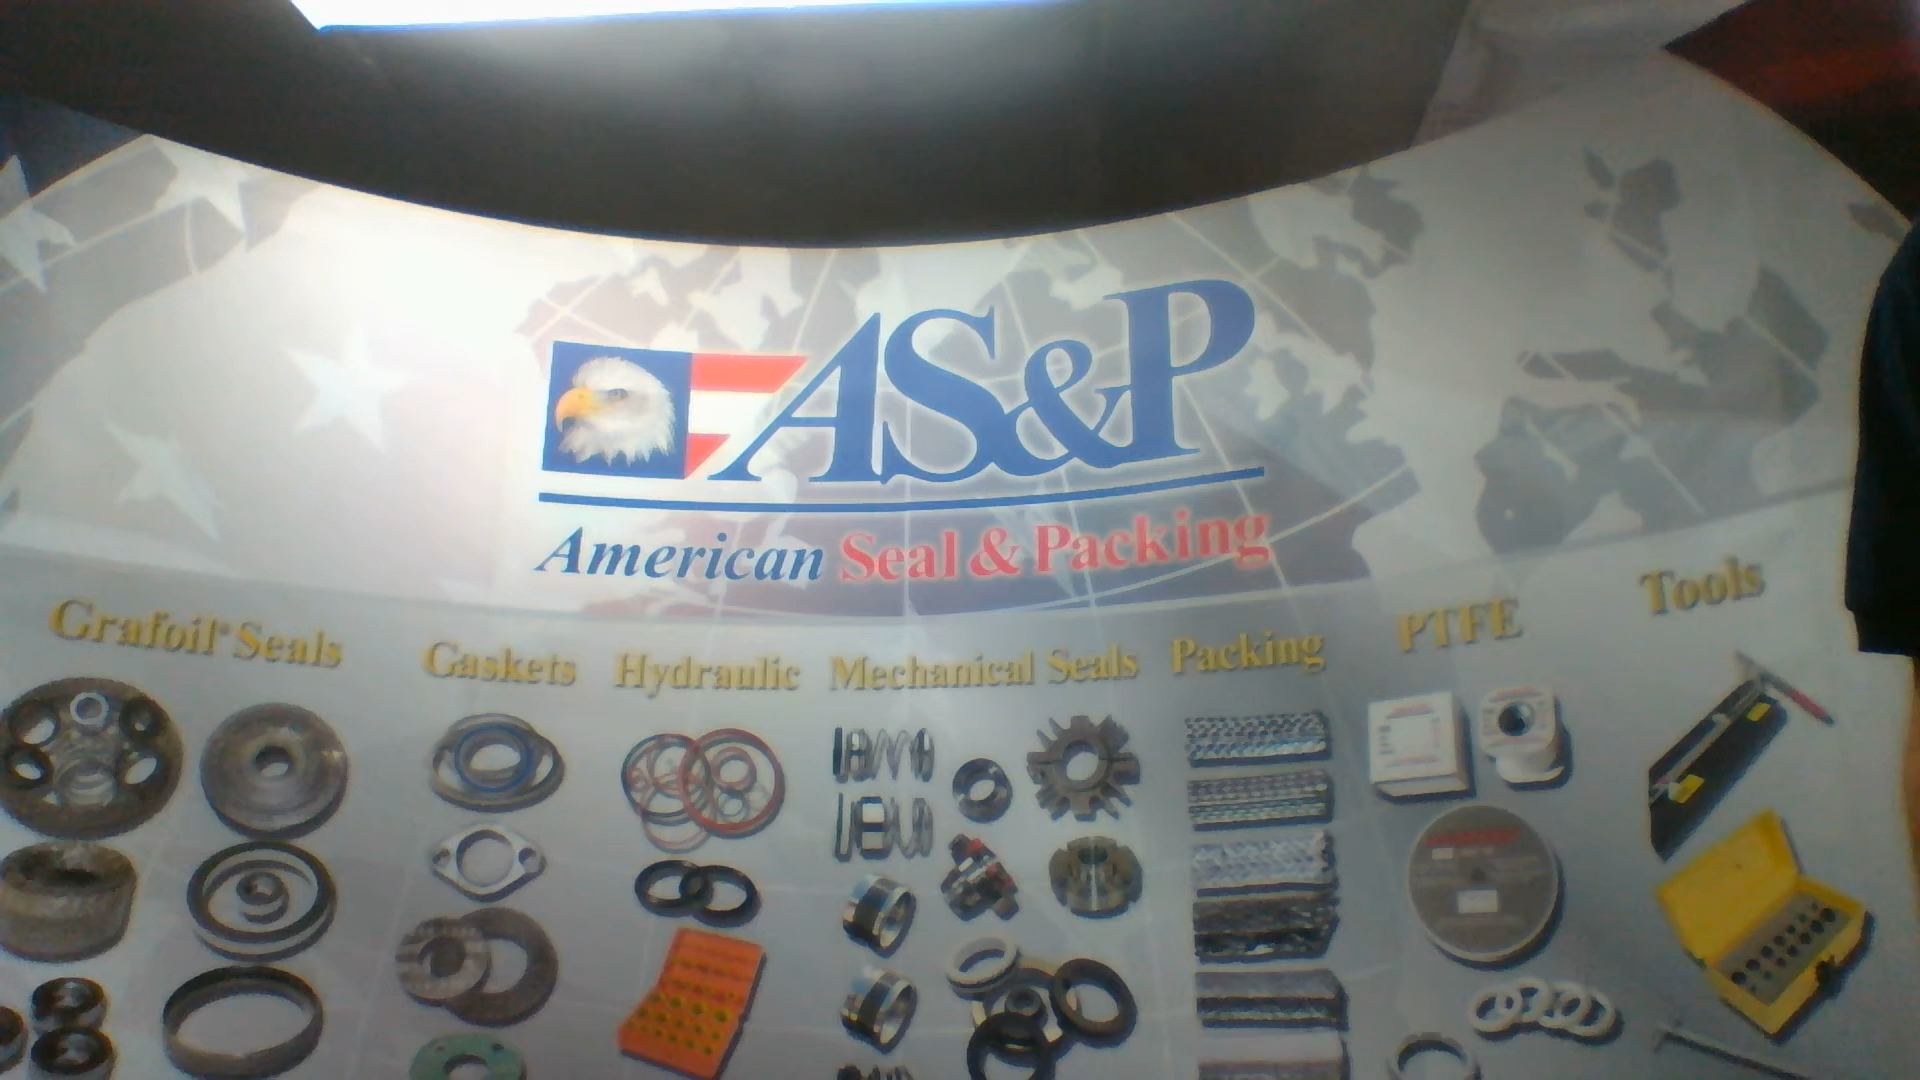 AS&P
American Seal & Packing
Grafoil® Seals
Gaskets
Hydraulic
Mechanical Seals
Packing
PTFE
Tools